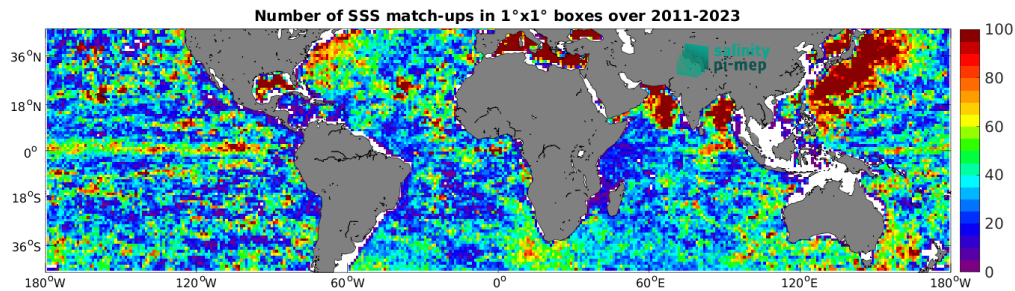 Number of SSS match-ups in 1°x1° boxes over 2011-2023
salinity
pi-mep
36°N
18°N
0°
18°S
36°S
180°W
120°W
60°W
0°
60°E
120°E
180°W
100
80
60
40
20
0